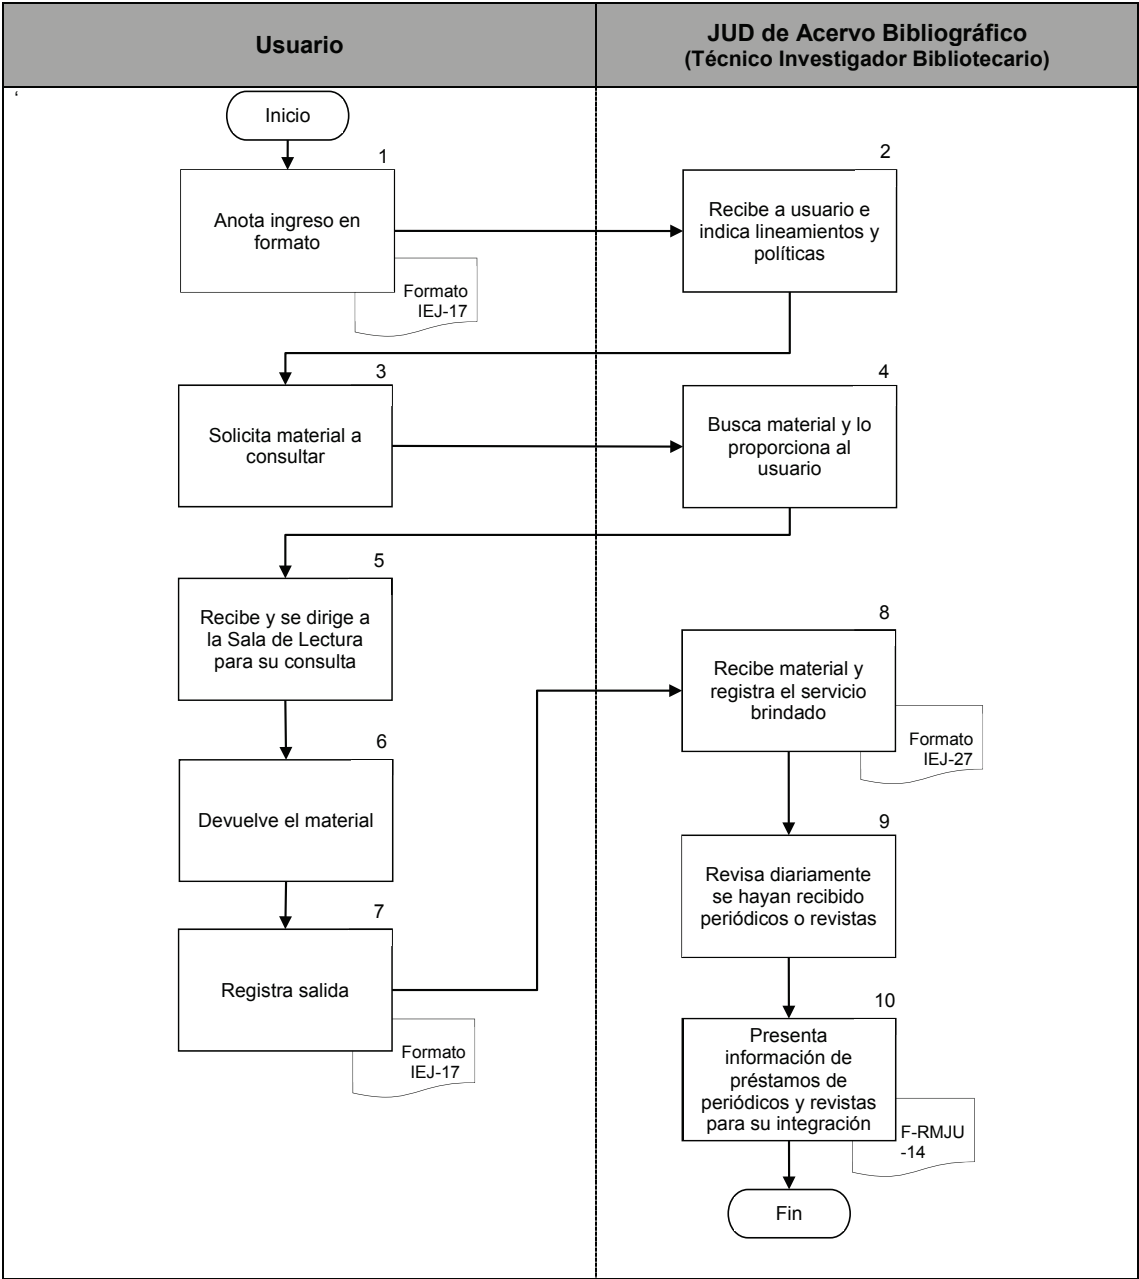 Usuario
JUD de Acervo Bibliográfico
(Técnico Investigador Bibliotecario)
‘
Inicio
1
Anota ingreso en
formato
Formato
IEJ-17
2
Recibe a usuario e
indica lineamientos y
políticas
3
Solicita material a
consultar
4
Busca material y lo
proporciona al
usuario
5
Recibe y se dirige a
la Sala de Lectura
para su consulta
6
Devuelve el material
7
Registra salida
Formato
IEJ-17
8
Recibe material y
registra el servicio
brindado
Formato
IEJ-27
9
Revisa diariamente
se hayan recibido
periódicos o revistas
10
Presenta
información de
préstamos de
periódicos y revistas
para su integración
F-RMJU
-14
Fin